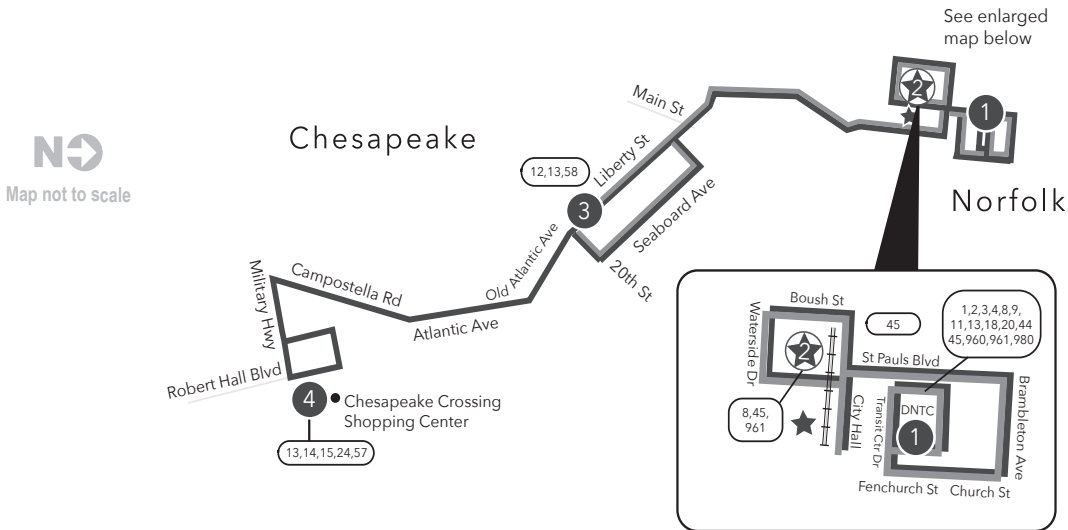 See enlarged
map below
2
1
Main St
Chesapeake
N
Map not to scale
Liberty St
12,13,58
3
Seaboard Ave
Norfolk
Old Atlantic Ave
20th St
Military Hwy
Campostella Rd
Atlantic Ave
Robert Hall Blvd
4
Chesapeake Crossing
Shopping Center
13,14,15,24,57
Boush St
45
1,2,3,4,8,9,
11,13,18,20,44
45,960,961,980
Waterside Dr
2
St Pauls Blvd
8,45,
961
City Hall
Transit Ctr Dr
DNTC
1
Brambleton Ave
Fenchurch St
Church St